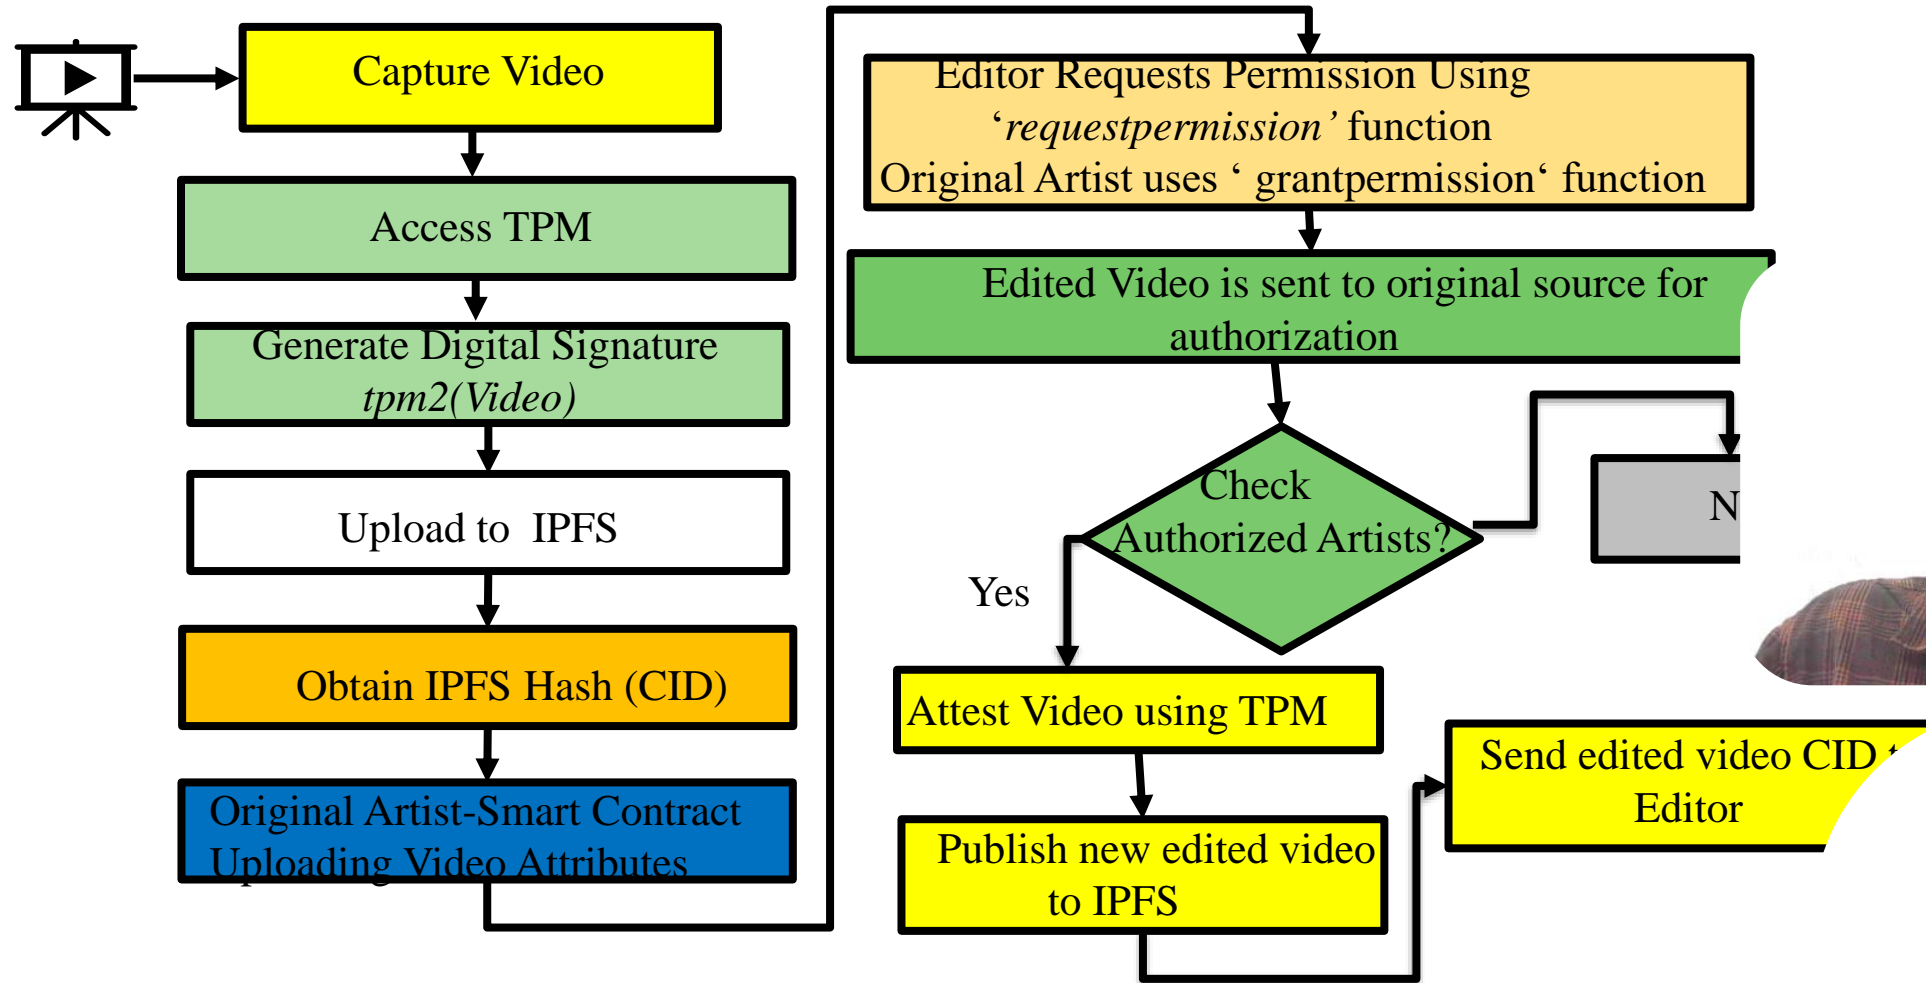 Capture Video
Access TPM
Generate Digital Signature
tpm2(Video)
Upload to IPFS
Obtain IPFS Hash (CID)
Original Artist-Smart Contract
Uploading Video Attributes
Editor Requests Permission Using
‘requestpermission’ function
Original Artist uses ‘ grantpermission‘ function
Edited Video is sent to original source for
authorization
Check
Authorized Artists?
Yes
Attest Video using TPM
Publish new edited video
to IPFS
Send edited video CID
Editor